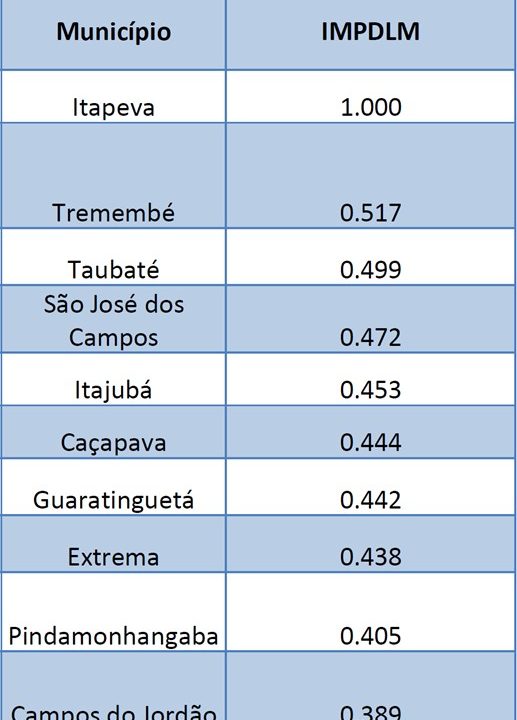 Município IMPDLM
Itapeva 1.000
Tremembé 0.517
Taubaté 0.499
São José dos
Campos 0.472
Itajubá 0.453
Caçapava 0.444
Guaratinguetá 0.442
Extrema 0.438
Pindamonhangaba 0.405
Campos do Jordão 0.389